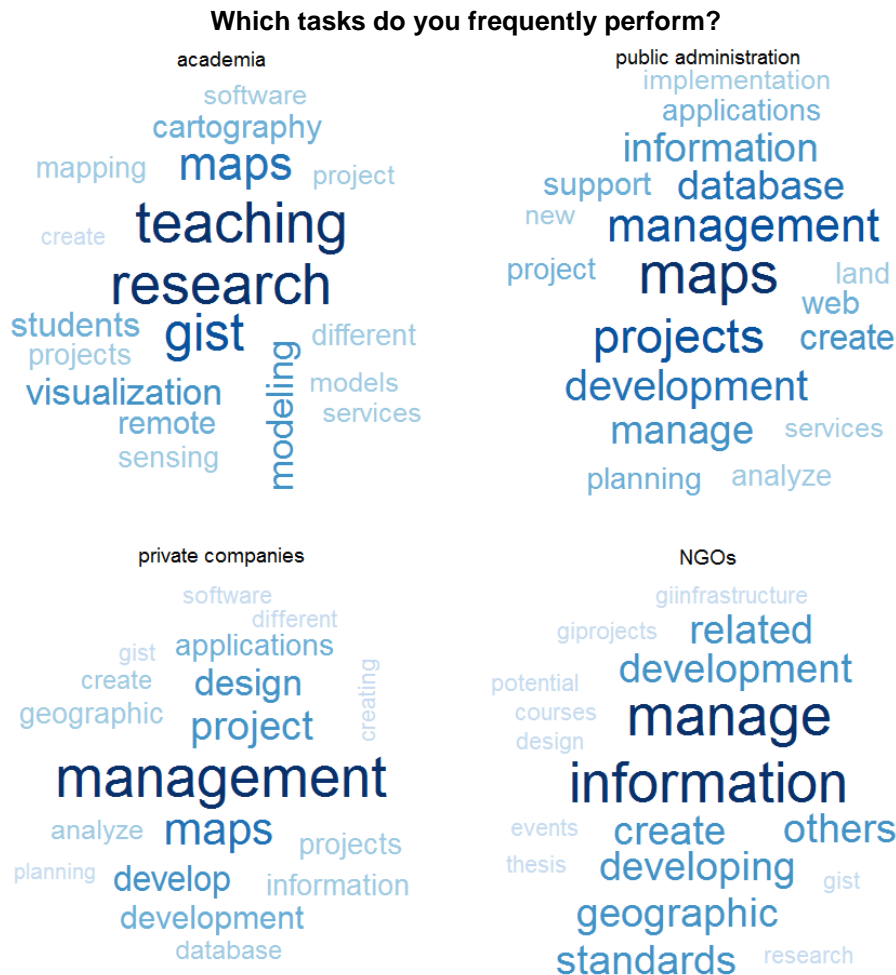 Which tasks do you frequently perform?
academia
software
cartography
mapping maps project
teaching
create
research
students gist different
projects
modeling
visualization models
remote services
sensing
public administration
implementation
applications
information
support database
new management
project maps land
web
projects create
development
manage services
planning analyze
private companies
software
different
gist applications
create design creating
geographic project
management
analyze maps projects
planning develop information
development
database
NGOs
giinfrastructure
giprojects related
development
potential
courses manage
design
information
events create others
thesis developing gist
geographic
standards research